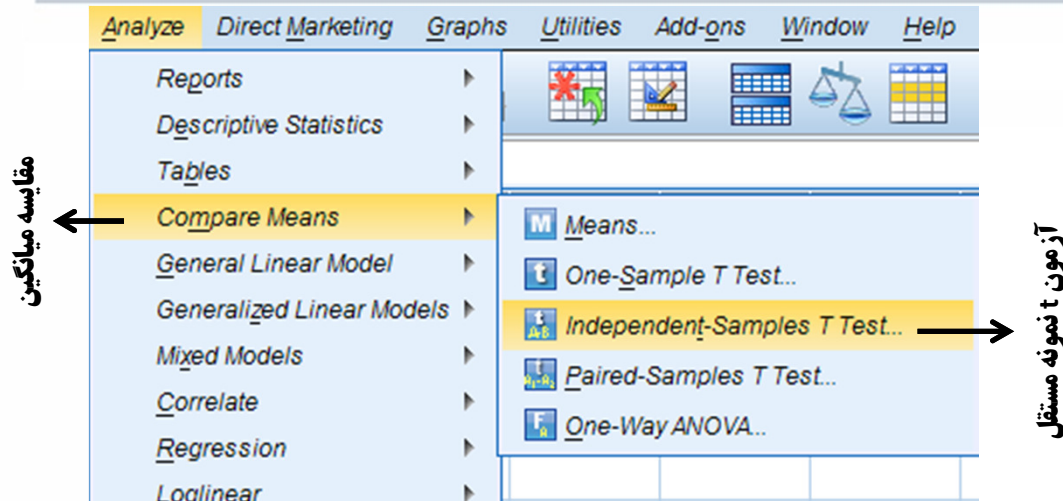 Analyze Direct Marketing Graphs Utilities Add-ons Window Help
Reports
Descriptive Statistics
Tables
Compare Means
General Linear Model
Generalized Linear Models
Mixed Models
Correlate
Regression
Loglinear
M Means...
t One-Sample T Test...
Independent-Samples T Test...
Paired-Samples T Test...
One-Way ANOVA...
مقایسه میانگین
آزمون t نمونه مستقل